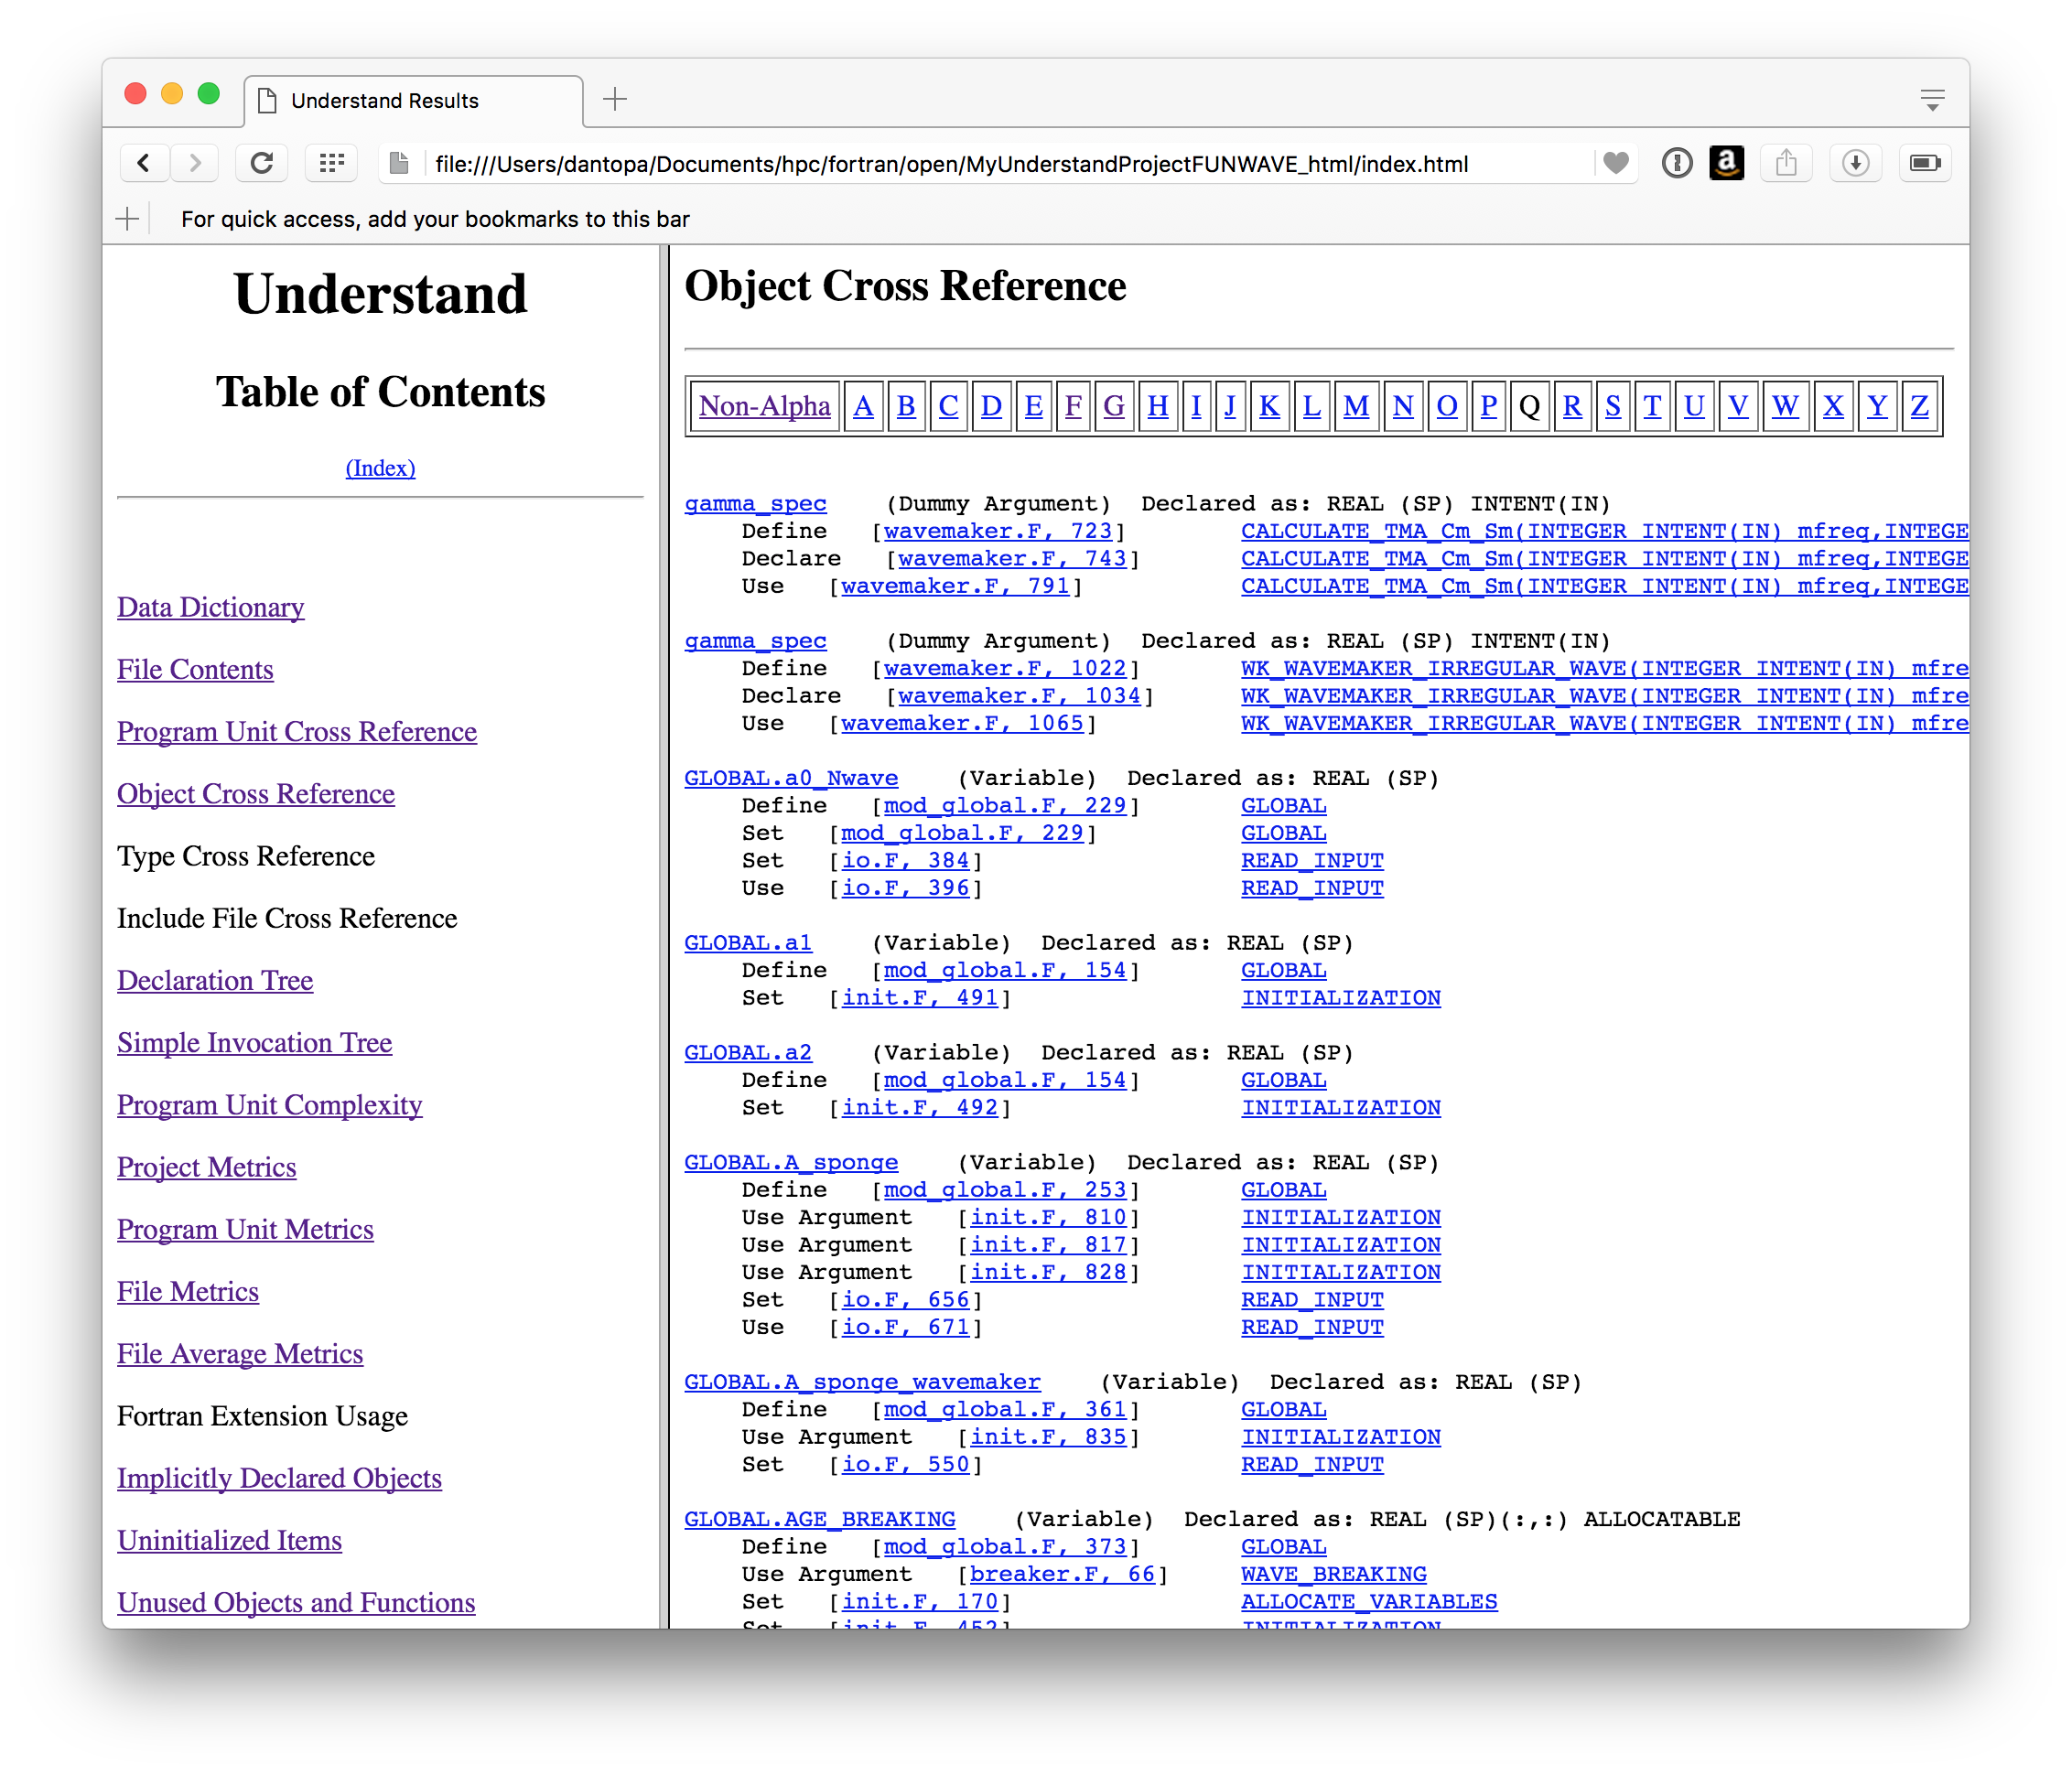 Understand Results
file:///Users/dantopa/Documents/hpc/fortran/open/MyUnderstandProjectFUNWAVE_html/index.html
For quick access, add your bookmarks to this bar
Understand
Table of Contents
(Index)
Data Dictionary
File Contents
Program Unit Cross Reference
Object Cross Reference
Type Cross Reference
Include File Cross Reference
Declaration Tree
Simple Invocation Tree
Program Unit Complexity
Project Metrics
Program Unit Metrics
File Metrics
File Average Metrics
Fortran Extension Usage
Implicitly Declared Objects
Uninitialized Items
Unused Objects and Functions
Object Cross Reference
Non-Alpha A B C D E F G H I J K L M N O P Q R S T U V W X Y Z
gamma_spec (Dummy Argument) Declared as: REAL (SP) INTENT(IN)
Define [wavemaker.F, 723] CALCULATE_TMA_Cm_Sm(INTEGER INTENT(IN) mfreq,INTEGE
Declare [wavemaker.F, 743] CALCULATE_TMA_Cm_Sm(INTEGER INTENT(IN) mfreq,INTEGE
Use [wavemaker.F, 791] CALCULATE_TMA_Cm_Sm(INTEGER INTENT(IN) mfreq,INTEGE
gamma_spec (Dummy Argument) Declared as: REAL (SP) INTENT(IN)
Define [wavemaker.F, 1022] WK_WAVEMAKER_IRREGULAR_WAVE(INTEGER INTENT(IN) mfre
Declare [wavemaker.F, 1034] WK_WAVEMAKER_IRREGULAR_WAVE(INTEGER INTENT(IN) mfre
Use [wavemaker.F, 1065] WK_WAVEMAKER_IRREGULAR_WAVE(INTEGER INTENT(IN) mfre
GLOBAL.a0_Nwave (Variable) Declared as: REAL (SP)
Define [mod_global.F, 229] GLOBAL
Set [mod_global.F, 229] GLOBAL
Set [io.F, 384] READ_INPUT
Use [io.F, 396] READ_INPUT
GLOBAL.a1 (Variable) Declared as: REAL (SP)
Define [mod_global.F, 154] GLOBAL
Set [init.F, 491] INITIALIZATION
GLOBAL.a2 (Variable) Declared as: REAL (SP)
Define [mod_global.F, 154] GLOBAL
Set [init.F, 492] INITIALIZATION
GLOBAL.A_sponge (Variable) Declared as: REAL (SP)
Define [mod_global.F, 253] GLOBAL
Use Argument [init.F, 810] INITIALIZATION
Use Argument [init.F, 817] INITIALIZATION
Use Argument [init.F, 828] INITIALIZATION
Set [io.F, 656] READ_INPUT
Use [io.F, 671] READ_INPUT
GLOBAL.A_sponge_wavemaker (Variable) Declared as: REAL (SP)
Define [mod_global.F, 361] GLOBAL
Use Argument [init.F, 835] INITIALIZATION
Set [io.F, 550] READ_INPUT
GLOBAL.AGE_BREAKING (Variable) Declared as: REAL (SP)(:,:) ALLOCATABLE
Define [mod_global.F, 373] GLOBAL
Use Argument [breaker.F, 66] WAVE_BREAKING
Set [init.F, 170] ALLOCATE_VARIABLES
Set [init.F, 452] INITIALIZATION